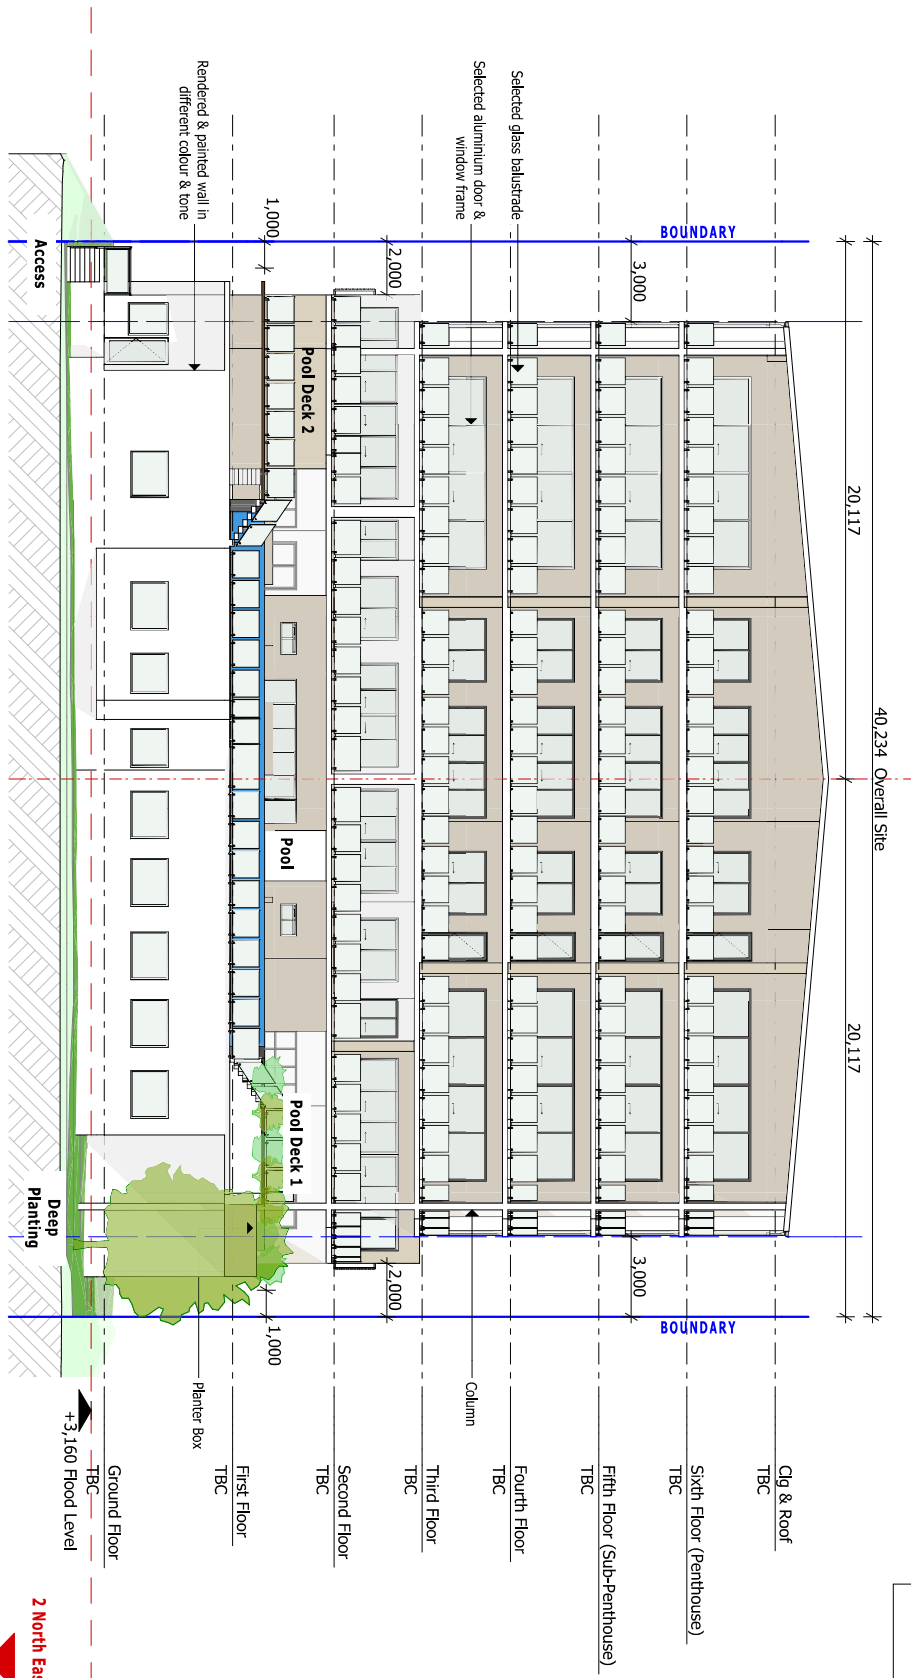 40,234 Overall Site
20,117
20,117
BOUNDARY
BOUNDARY
3,000
3,000
2,000
2,000
1,000
1,000
Selected glass balustrade
Selected aluminium door &
window frame
Rendered & painted wall in
different colour & tone
Column
Planter Box
Pool Deck 2
Pool
Pool Deck 1
Access
Deep
Planting
Clg & Roof
TBC
Sixth Floor (Penthouse)
TBC
Fifth Floor (Sub-Penthouse)
TBC
Fourth Floor
TBC
Third Floor
TBC
Second Floor
TBC
First Floor
TBC
Ground Floor
TBC
+3,160 Flood Level
2 North Eas